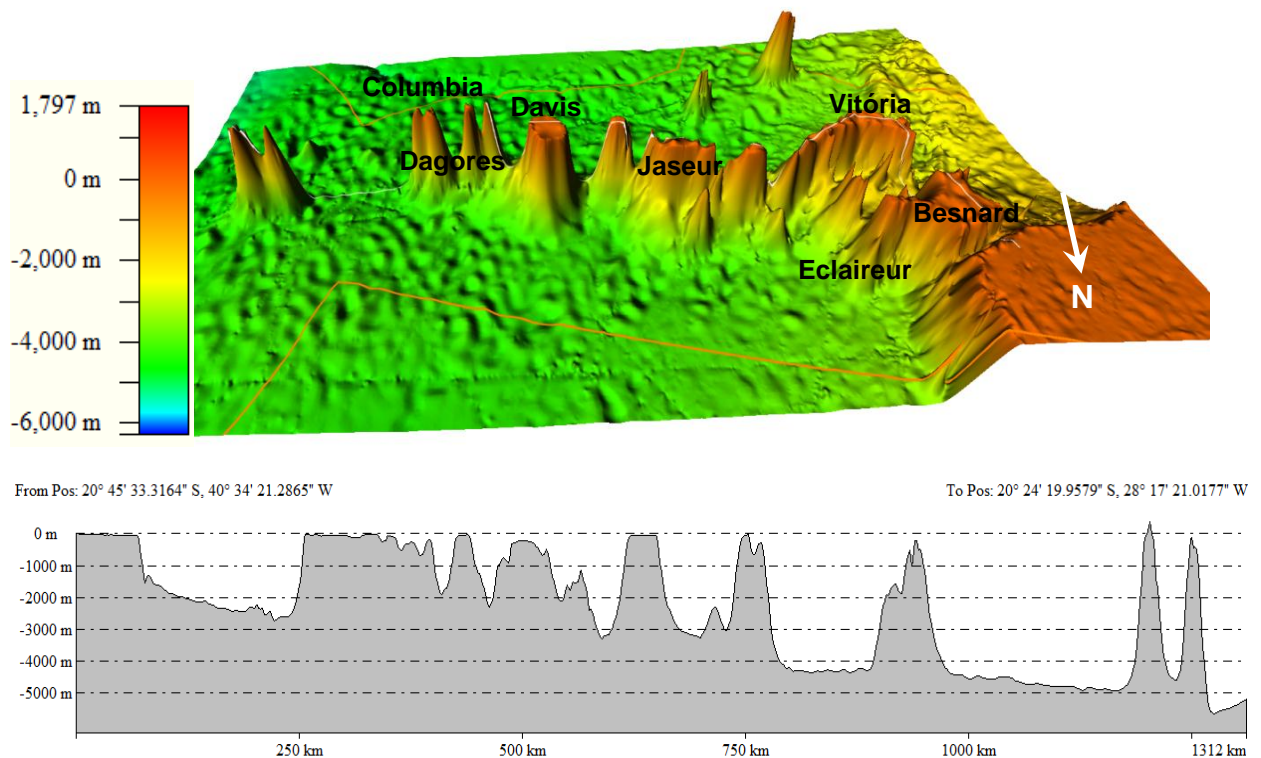 Columbia
Davis
Vitória
Dagores
Jaseur
Besnard
Eclaireur
N
1,797 m
0 m
-2,000 m
-4,000 m
-6,000 m
From Pos: 20° 45' 33.3164" S, 40° 34' 21.2865" W
To Pos: 20° 24' 19.9579" S, 28° 17' 21.0177" W
0 m
-1000 m
-2000 m
-3000 m
-4000 m
-5000 m
250 km
500 km
750 km
1000 km
1312 km